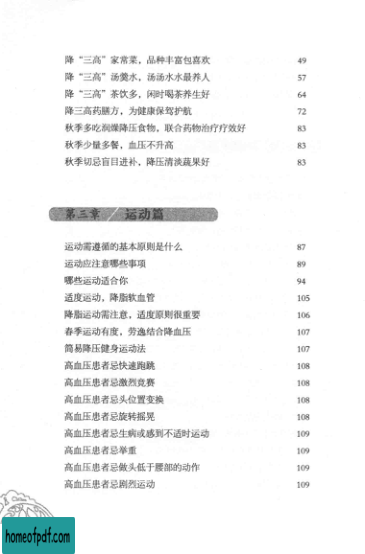 降“三高”家常菜，品种丰富包喜欢 49
降“三高”汤羹水，汤汤水水最养人 57
降“三高”茶饮多，闲时喝茶养生好 64
降三高药膳方，为健康保驾护航 72
秋季多吃润燥降压食物，联合药物治疗疗效好 83
秋季少量多餐，血压不升高 83
秋季切忌盲目进补，降压清淡蔬果好 83
第三章 / 运动篇
运动需遵循的基本原则是什么 87
运动应注意哪些事项 89
哪些运动适合你 94
适度运动，降脂软血管 105
降脂运动需注意，适度原则很重要 106
春季运动有度，劳逸结合降血压 107
简易降压健身运动法 107
高血压患者忌快速跑跳 108
高血压患者忌激烈竞赛 108
高血压患者忌头位置变换 108
高血压患者忌旋转摇晃 108
高血压患者忌生病或感到不适时运动 109
高血压患者忌举重 109
高血压患者忌做头低于腰部的动作 109
高血压患者忌剧烈运动 109
homeofpdf.com